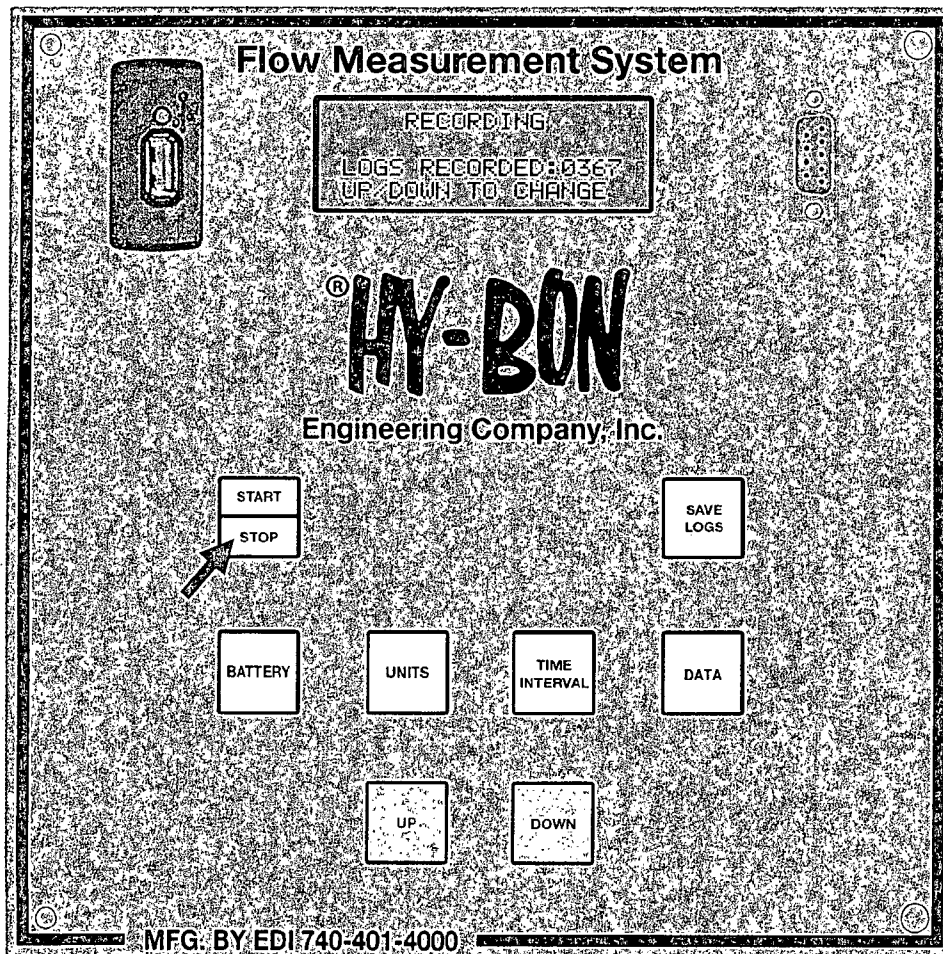 Flow Measurement System
RECORDING
LOGS RECORDED:0367
UP/DOWN TO CHANGE
® HY-BON
Engineering Company, Inc.
START
STOP
SAVE
LOGS
BATTERY
UNITS
TIME
INTERVAL
DATA
UP
DOWN
MFG. BY EDI 740-401-4000